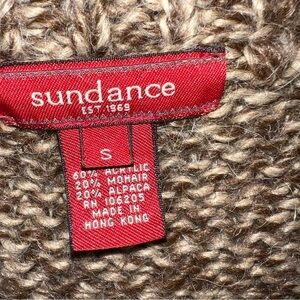 sundance
EST 1969
S
60% ACRYLIC
20% MOHAIR
20% ALPACA
RN 106205
MADE IN
HONG KONG